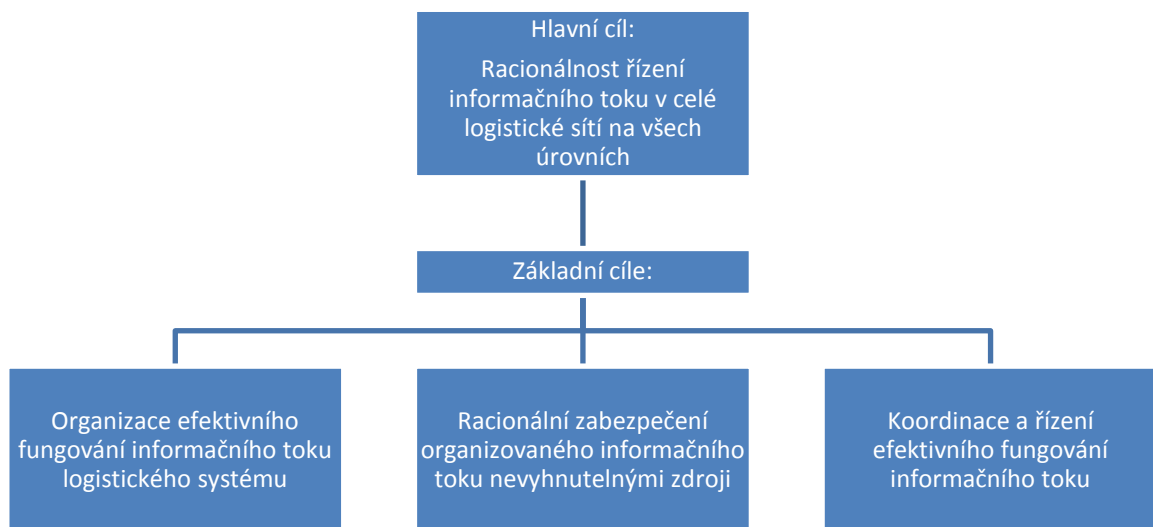 Hlavní cíl:
Racionálnost řízení
informačního toku v celé
logistické sítí na všech
úrovních
Základní cíle:
Organizace efektivního
fungování informačního toku
logistického systému
Racionální zabezpečení
organizovaného informačního
toku nevyhnutelnými zdroji
Koordinace a řízení
efektivního fungování
informačního toku